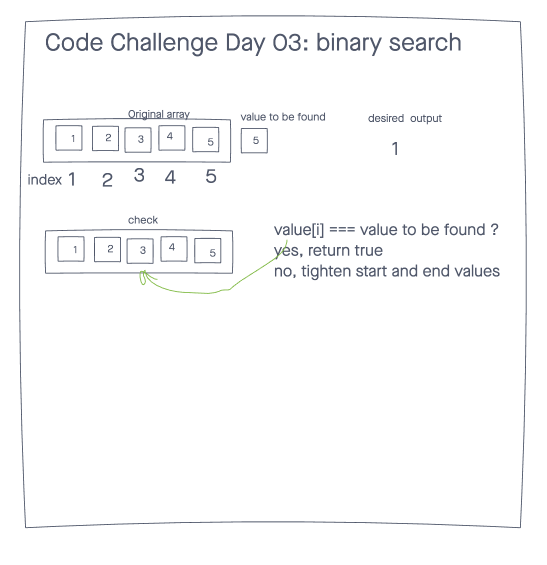 Code Challenge Day 03: binary search
Original array
value to be found
desired output
1 2 3 4 5
5
1
index 1 2 3 4 5
check
1 2 3 4 5
value[i] === value to be found ?
yes, return true
no, tighten start and end values